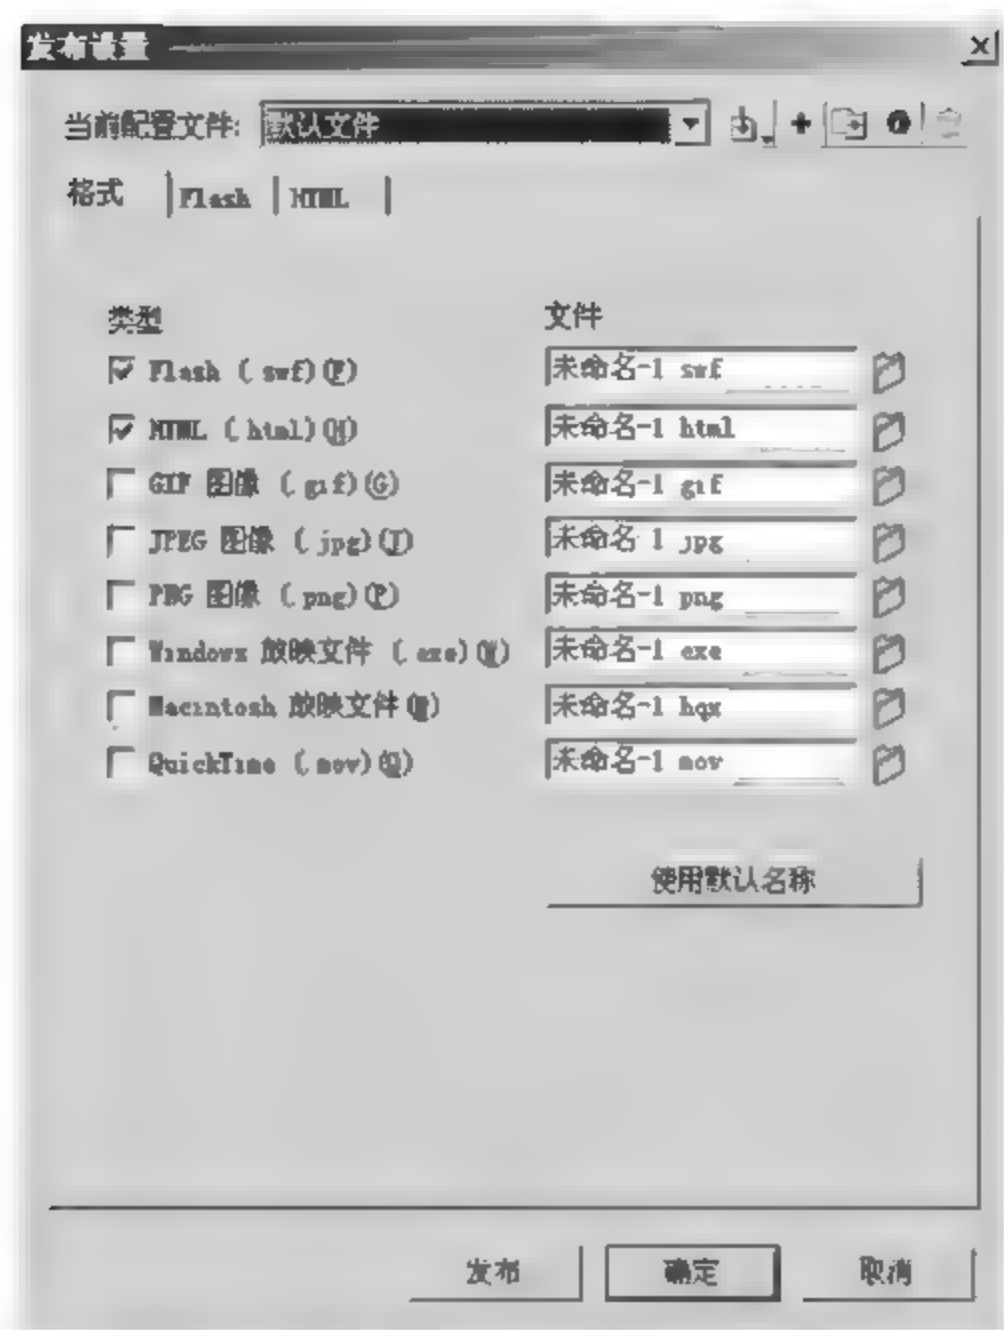 发布设置
当前配置文件: 默认文件
格式 Flash HTML
类型 文件
Flash (.swf)(F) 未命名-1 swf
HTML (.html)(H) 未命名-1 html
GIF 图像 (.gif)(G) 未命名-1 gif
JPEG 图像 (.jpg)(J) 未命名 1 jpg
PNG 图像 (.png)(P) 未命名-1 png
Windows 放映文件 (.exe)(W) 未命名-1 exe
Macintosh 放映文件(M) 未命名-1 hqx
QuickTime (.mov)(Q) 未命名-1 mov
使用默认名称
发布 确定 取消